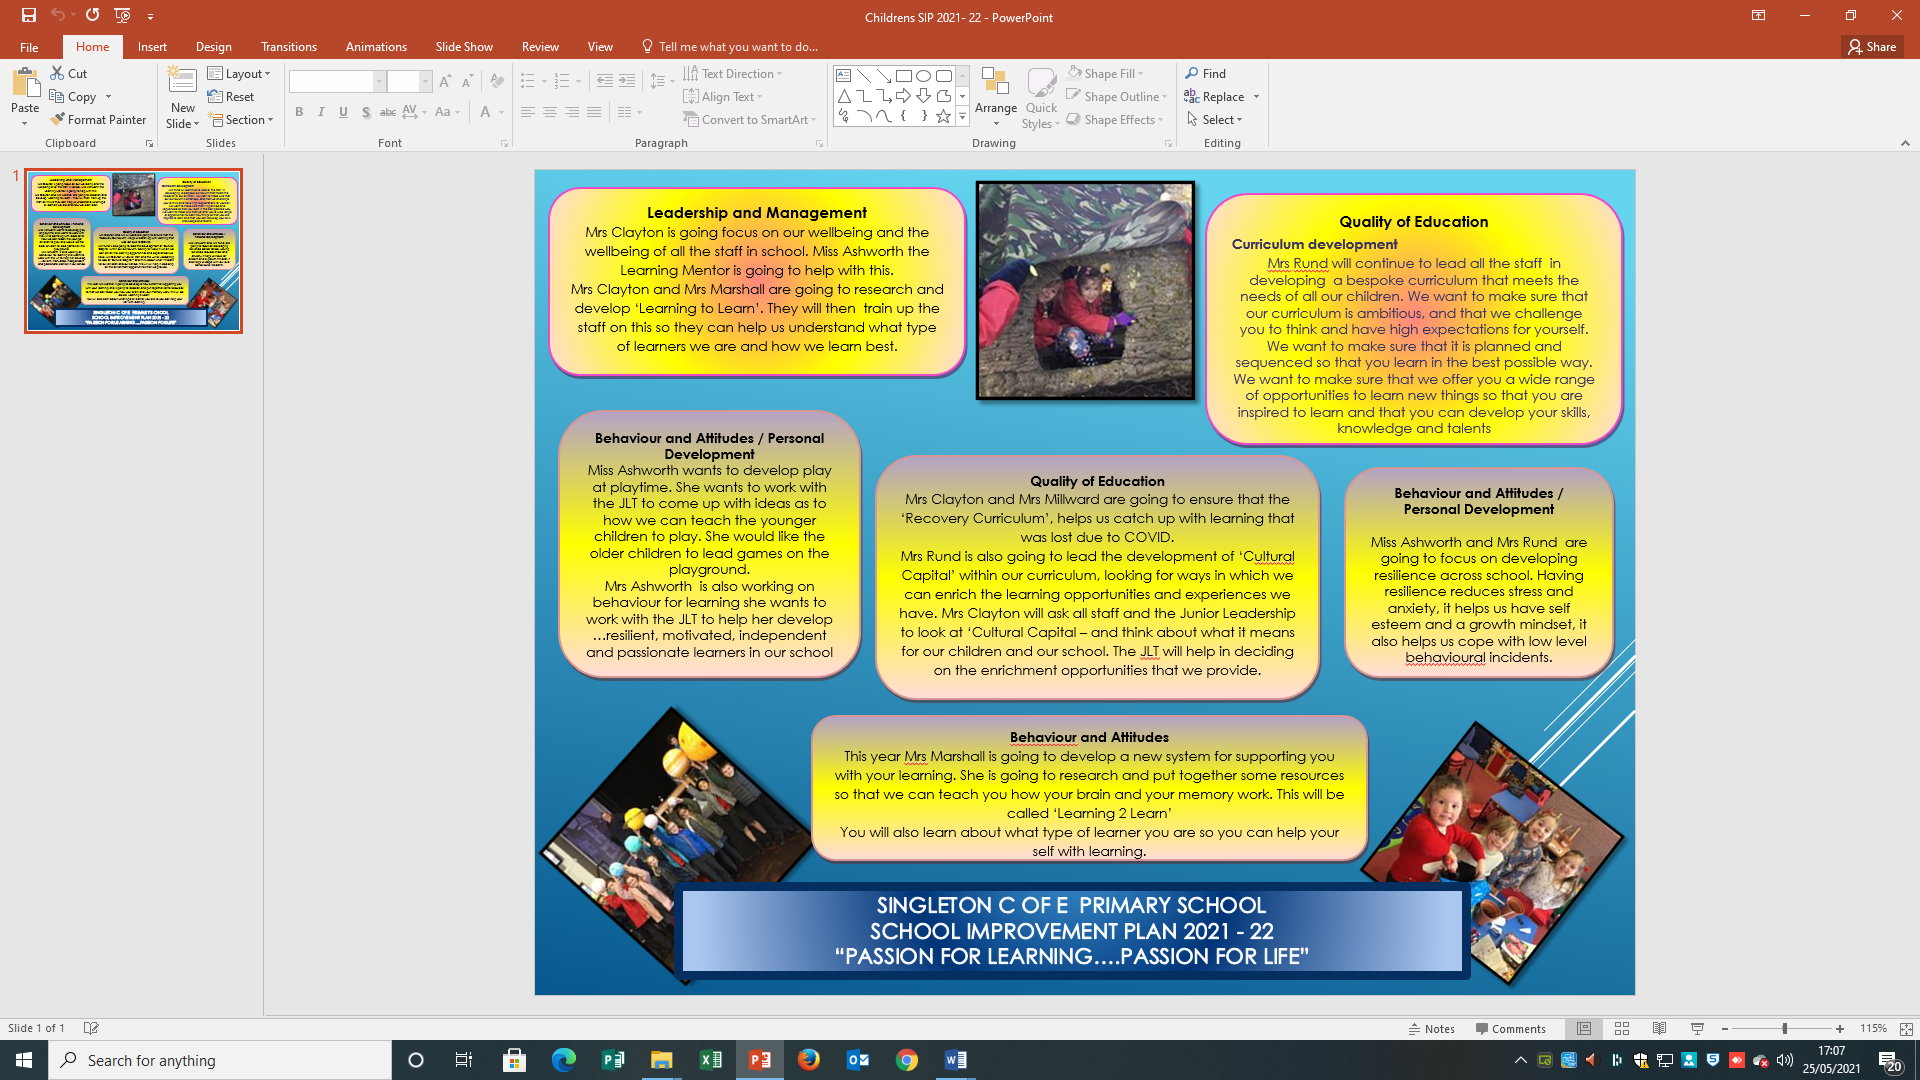 Childrens SIP 2021- 22 - PowerPoint
File
Home
Insert
Design
Transitions
Animations
Slide Show
Review
View
Tell me what you want to do...
Share
Paste
Cut
Copy
Format Painter
Clipboard
New
Slide
Layout
Reset
Section
Slides
Font
Text Direction
Align Text
Convert to SmartArt
Paragraph
Arrange
Quick
Styles
Shape Fill
Shape Outline
Shape Effects
Drawing
Find
Replace
Select
Editing
1
Leadership and Management
Mrs Clayton is going focus on our wellbeing and the
wellbeing of all the staff in school. Miss Ashworth the
Learning Mentor is going to help with this.
Mrs Clayton and Mrs Marshall are going to research and
develop ‘Learning to Learn’. They will then  train up the
staff on this so they can help us understand what type
of learners we are and how we learn best.
Quality of Education
Curriculum development
Mrs Rund will continue to lead all the staff  in
developing  a bespoke curriculum that meets the
needs of all our children. We want to make sure that
our curriculum is ambitious, and that we challenge
you to think and have high expectations for yourself.
We want to make sure that it is planned and
sequenced so that you learn in the best possible way.
We want to make sure that we offer you a wide range
of opportunities to learn new things so that you are
inspired to learn and that you can develop your skills,
knowledge and talents
Behaviour and Attitudes / Personal
Development
Miss Ashworth wants to develop play
at playtime. She wants to work with
the JLT to come up with ideas as to
how we can teach the younger
children to play. She would like the
older children to lead games on the
playground.
Mrs Ashworth  is also working on
behaviour for learning she wants to
work with the JLT to help her develop
…resilient, motivated, independent
and passionate learners in our school
Quality of Education
Mrs Clayton and Mrs Millward are going to ensure that the
‘Recovery Curriculum’, helps us catch up with learning that
was lost due to COVID.
Mrs Rund is also going to lead the development of ‘Cultural
Capital’ within our curriculum, looking for ways in which we
can enrich the learning opportunities and experiences we
have. Mrs Clayton will ask all staff and the Junior Leadership
to look at ‘Cultural Capital – and think about what it means
for our children and our school. The JLT will help in deciding
on the enrichment opportunities that we provide.
Behaviour and Attitudes /
Personal Development
Miss Ashworth and Mrs Rund  are
going to focus on developing
resilience across school. Having
resilience reduces stress and
anxiety, it helps us have self
esteem and a growth mindset, it
also helps us cope with low level
behavioural incidents.
Behaviour and Attitudes
This year Mrs Marshall is going to develop a new system for supporting you
with your learning. She is going to research and put together some resources
so that we can teach you how your brain and your memory work. This will be
called ‘Learning 2 Learn’
You will also learn about what type of learner you are so you can help your
self with learning.
SINGLETON C OF E  PRIMARY SCHOOL
SCHOOL IMPROVEMENT PLAN 2021 - 22
“PASSION FOR LEARNING….PASSION FOR LIFE”
Slide 1 of 1
Notes
Comments
115%
Search for anything
17:07
25/05/2021
20